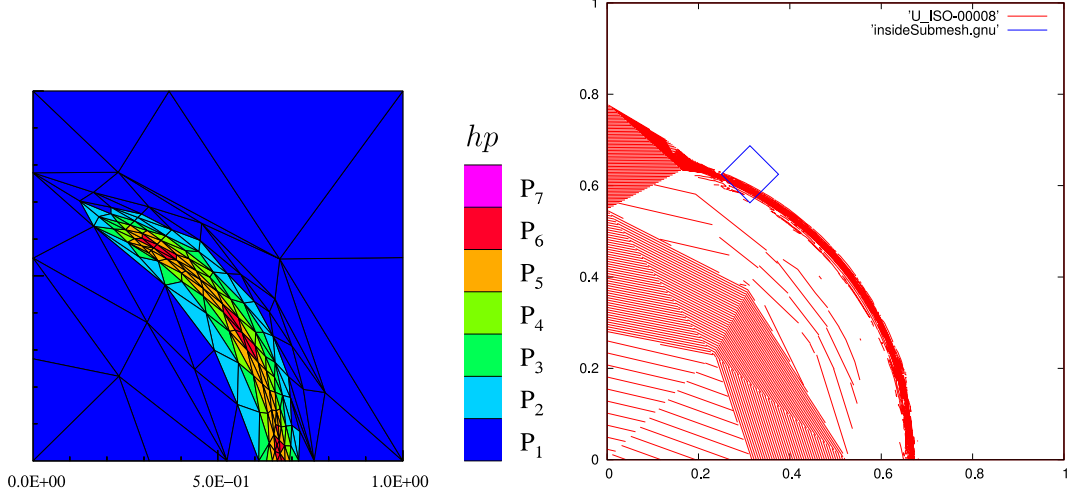 hp
P7
P6
P5
P4
P3
P2
P1
0.0E+00
5.0E−01
1.0E+00
'U_ISO-00008'
'insideSubmesh.gnu'
1
0.8
0.6
0.4
0.2
0
0
0.2
0.4
0.6
0.8
1